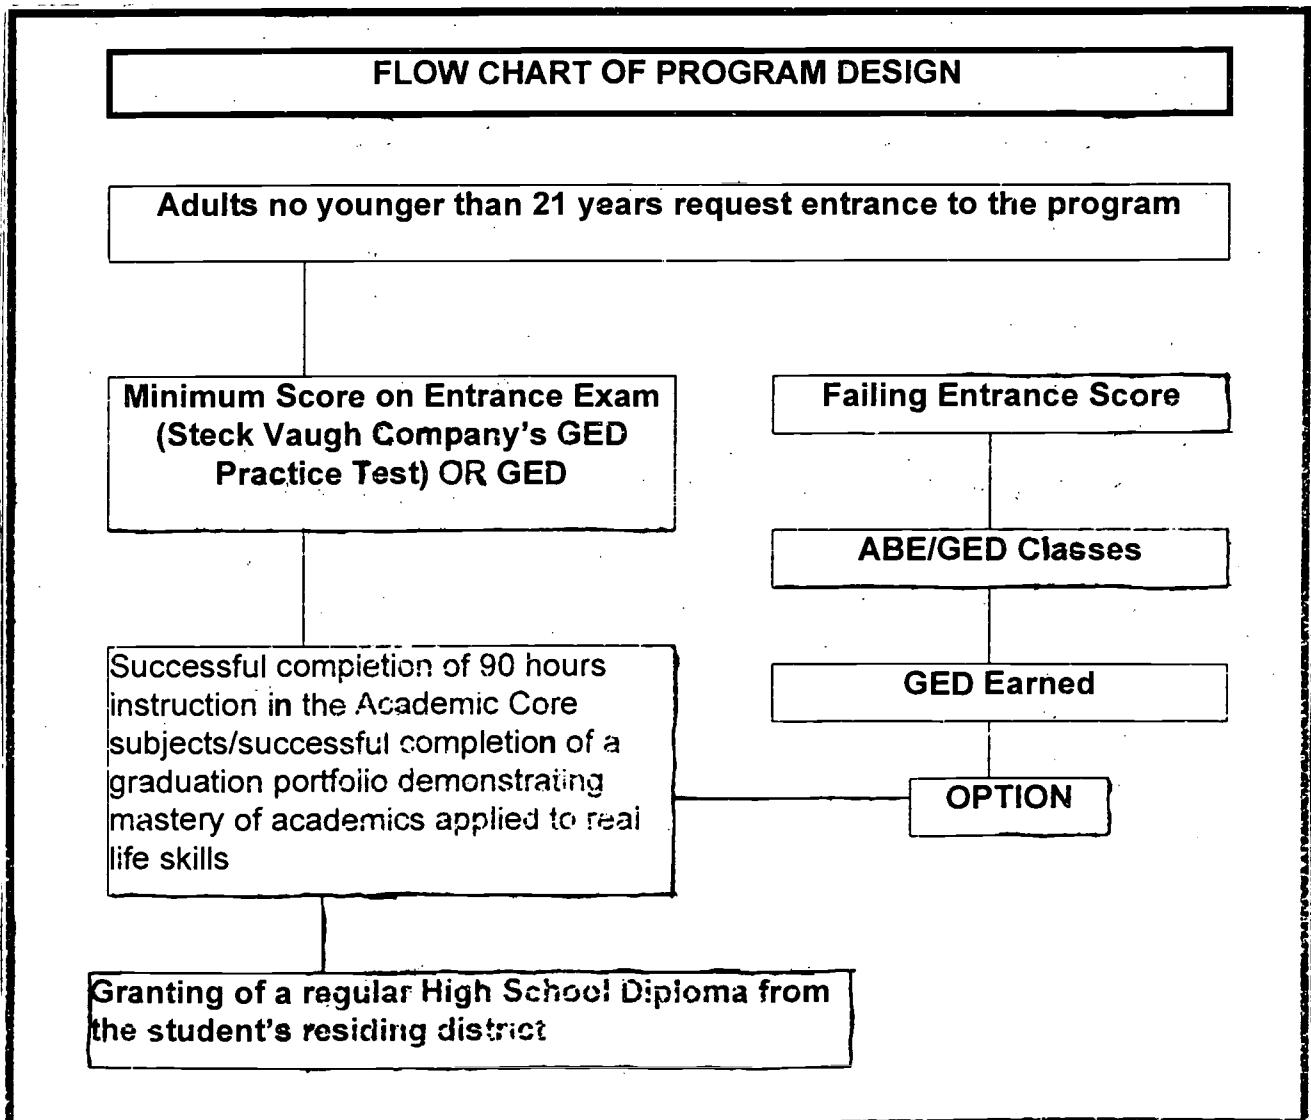 FLOW CHART OF PROGRAM DESIGN
Adults no younger than 21 years request entrance to the program
Minimum Score on Entrance Exam
(Steck Vaugh Company's GED
Practice Test) OR GED
Failing Entrance Score
ABE/GED Classes
GED Earned
OPTION
Successful completion of 90 hours
instruction in the Academic Core
subjects/successful completion of a
graduation portfolio demonstrating
mastery of academics applied to real
life skills
Granting of a regular High School Diploma from
the student's residing district